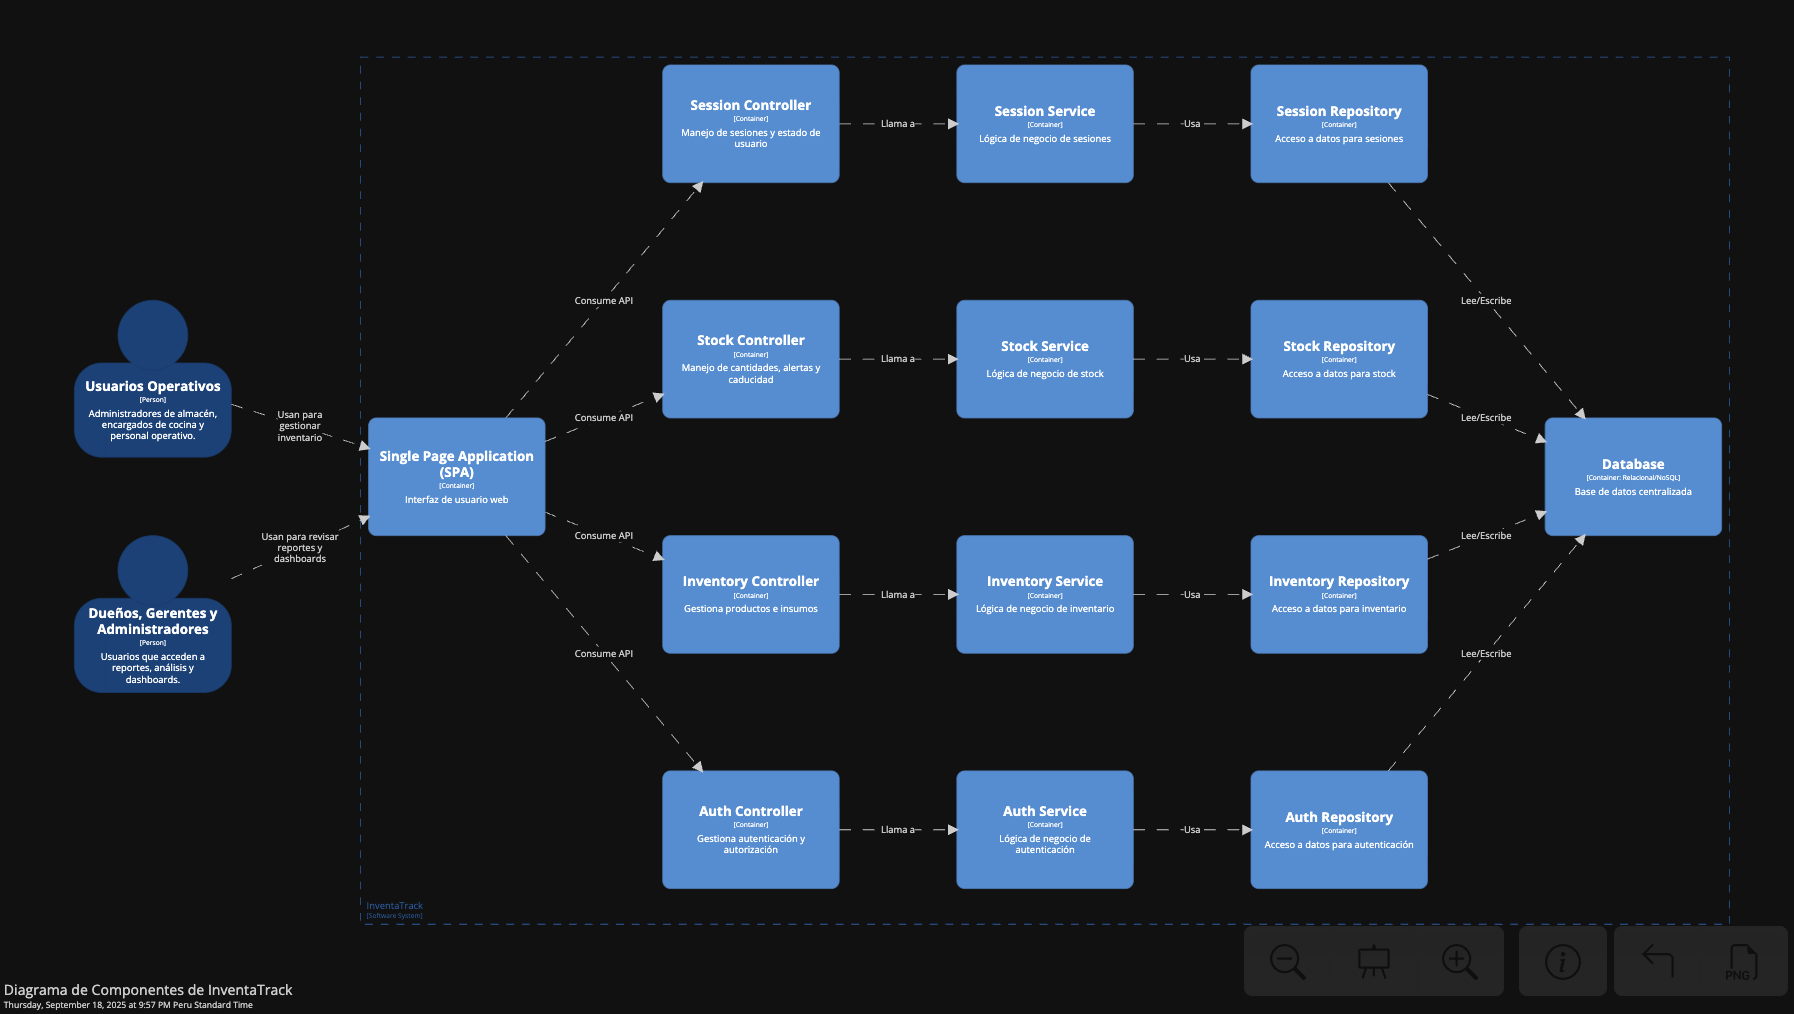 Session Controller
[Container]
Manejo de sesiones y estado de
usuario
Llama a
Session Service
[Container]
Lógica de negocio de sesiones
Usa
Session Repository
[Container]
Acceso a datos para sesiones
Consume API
Lee/Escribe
Stock Controller
[Container]
Manejo de cantidades, alertas y
caducidad
Llama a
Stock Service
[Container]
Lógica de negocio de stock
Usa
Stock Repository
[Container]
Acceso a datos para stock
Usuarios Operativos
[Person]
Administradores de almacén,
encargados de cocina y
personal operativo.
Usan para
gestionar
inventario
Consume API
Lee/Escribe
Single Page Application
(SPA)
[Container]
Interfaz de usuario web
Database
[Container: Relacional/NoSQL]
Base de datos centralizada
Usan para revisar
reportes y
dashboards
Consume API
Lee/Escribe
Dueños, Gerentes y
Administradores
[Person]
Usuarios que acceden a
reportes, análisis y
dashboards.
Inventory Controller
[Container]
Gestiona productos e insumos
Llama a
Inventory Service
[Container]
Lógica de negocio de inventario
Usa
Inventory Repository
[Container]
Acceso a datos para inventario
Consume API
Lee/Escribe
Auth Controller
[Container]
Gestiona autenticación y
autorización
Llama a
Auth Service
[Container]
Lógica de negocio de
autenticación
Usa
Auth Repository
[Container]
Acceso a datos para autenticación
InventaTrack
[Software System]
PNG
Diagrama de Componentes de InventaTrack
Thursday, September 18, 2025 at 9:57 PM Peru Standard Time